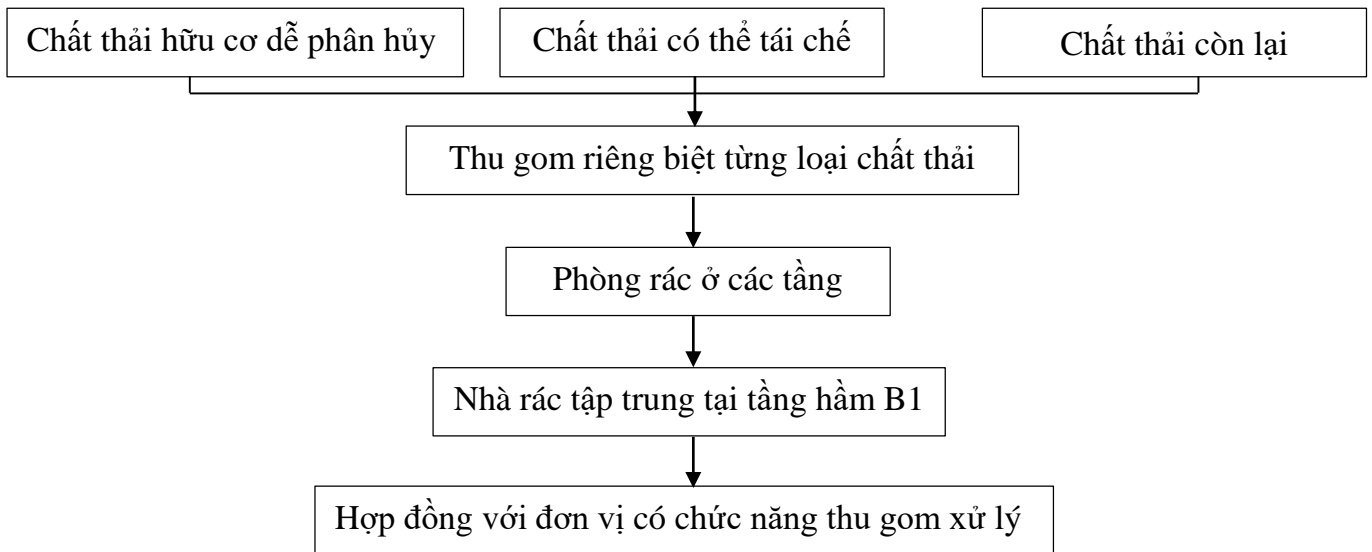 Chất thải hữu cơ dễ phân hủy
Chất thải có thể tái chế
Chất thải còn lại
Thu gom riêng biệt từng loại chất thải
Phòng rác ở các tầng
Nhà rác tập trung tại tầng hầm B1
Hợp đồng với đơn vị có chức năng thu gom xử lý